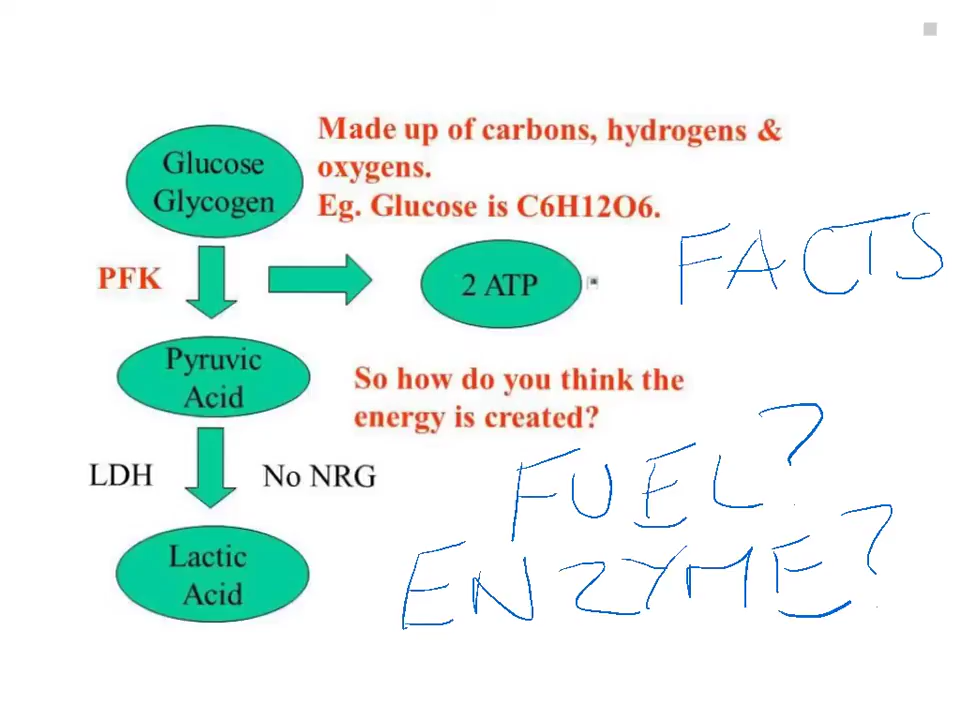 Made up of carbons, hydrogens &
oxygens.
Eg. Glucose is C6H12O6.
Glucose
Glycogen
FACTS
PFK
2 ATP
Pyruvic
Acid
So how do you think the
energy is created?
FUEL?
LDH
No NRG
ENZYME?
Lactic
Acid